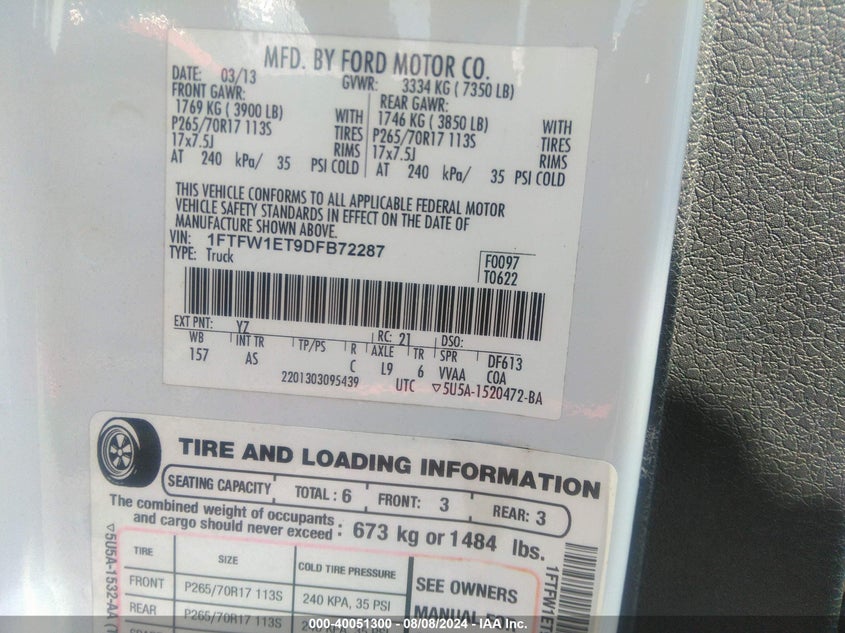 MFD. BY FORD MOTOR CO.
DATE: 03/13 GVWR: 3334 KG ( 7350 LB)
FRONT GAWR: REAR GAWR:
1769 KG ( 3900 LB) WITH 1746 KG ( 3850 LB) WITH
P265/70R17 113S TIRES P265/70R17 113S TIRES
17x7.5J RIMS 17x7.5J RIMS
AT 240 kPa/ 35 PSI COLD AT 240 kPa/ 35 PSI COLD
THIS VEHICLE CONFORMS TO ALL APPLICABLE FEDERAL MOTOR
VEHICLE SAFETY STANDARDS IN EFFECT ON THE DATE OF
MANUFACTURE SHOWN ABOVE.
VIN: 1FTFW1ET9DFB72287 F0097
TYPE: Truck T0622
EXT PNT: YZ RC: 21 DSO:
WB INT TR TP/PS R AXLE TR SPR DF613
157 AS C L9 6 VVAA COA
2201303095439 UTC ▽5U5A-1520472-BA
TIRE AND LOADING INFORMATION
SEATING CAPACITY TOTAL : 6 FRONT: 3 REAR: 3
The combined weight of occupants
and cargo should never exceed : 673 kg or 1484 lbs.
TIRE SIZE COLD TIRE PRESSURE SEE OWNERS
FRONT P265/70R17 113S 240 KPA, 35 PSI MANUAL FOR
REAR P265/70R17 113S 240 KPA, 35 PSI
▽5U5A-1532-AA
1FTFW1ET
000-40051300 - 08/08/2024 - IAA Inc.